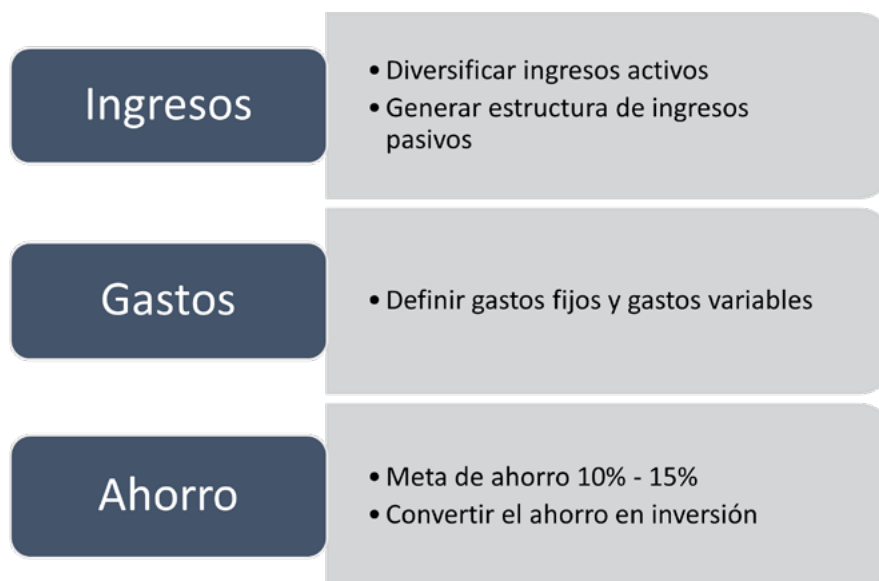 Ingresos
• Diversificar ingresos activos
• Generar estructura de ingresos
pasivos
Gastos
• Definir gastos fijos y gastos variables
Ahorro
• Meta de ahorro 10% - 15%
• Convertir el ahorro en inversión